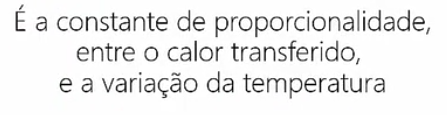 É a constante de proporcionalidade,
entre o calor transferido,
e a variação da temperatura